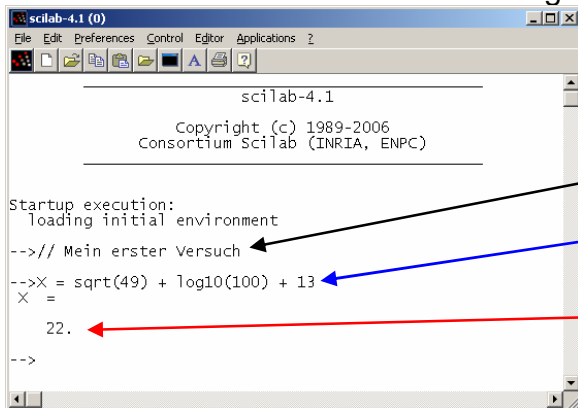 scilab-4.1 (0)
File Edit Preferences Control Editor Applications ?
A
scilab-4.1
Copyright (c) 1989-2006
Consortium Scilab (INRIA, ENPC)
Startup execution:
loading initial environment
-->// Mein erster Versuch
-->X = sqrt(49) + log10(100) + 13
X =
22.
-->